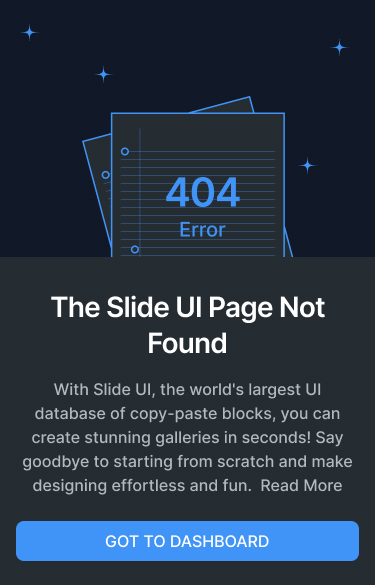 404
Error
The Slide UI Page Not
Found
With Slide UI, the world's largest UI
database of copy-paste blocks, you can
create stunning galleries in seconds! Say
goodbye to starting from scratch and make
designing effortless and fun.  Read More
GOT TO DASHBOARD